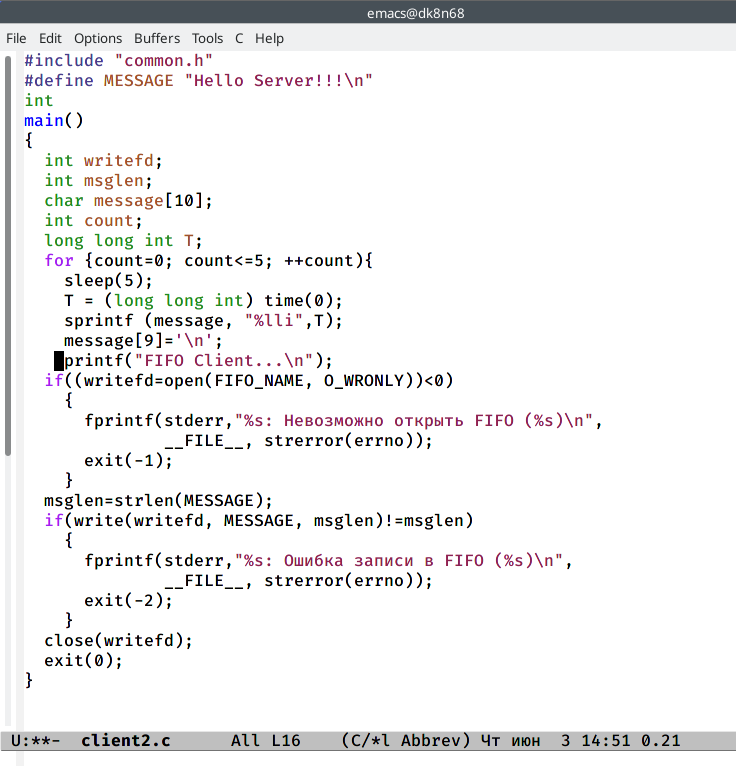 emacs@dk8n68
File Edit Options Buffers Tools C Help
#include "common.h"
#define MESSAGE "Hello Server!!!\n"
int
main()
{
  int writefd;
  int msglen;
  char message[10];
  int count;
  long long int T;
  for {count=0; count<=5; ++count){
    sleep(5);
    T = (long long int) time(0);
    sprintf (message, "%lli",T);
    message[9]='\n';
    printf("FIFO Client...\n");
  if((writefd=open(FIFO_NAME, O_WRONLY))<0)
    {
      fprintf(stderr,"%s: Невозможно открыть FIFO (%s)\n",
              __FILE__, strerror(errno));
      exit(-1);
    }
  msglen=strlen(MESSAGE);
  if(write(writefd, MESSAGE, msglen)!=msglen)
    {
      fprintf(stderr,"%s: Ошибка записи в FIFO (%s)\n",
              __FILE__, strerror(errno));
      exit(-2);
    }
  close(writefd);
  exit(0);
}
U:**-  client2.c      All L16    (C/*l Abbrev) Чт июн  3 14:51 0.21